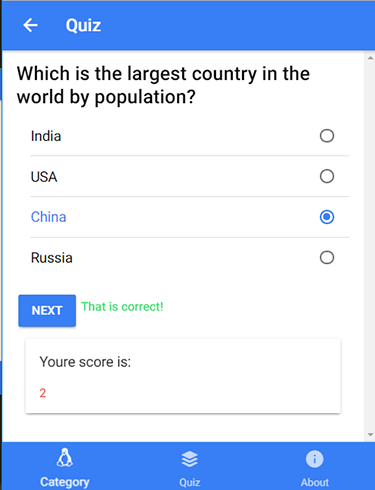 Quiz
Which is the largest country in the
world by population?
India
USA
China
Russia
NEXT That is correct!
Youre score is:
2
Category Quiz About